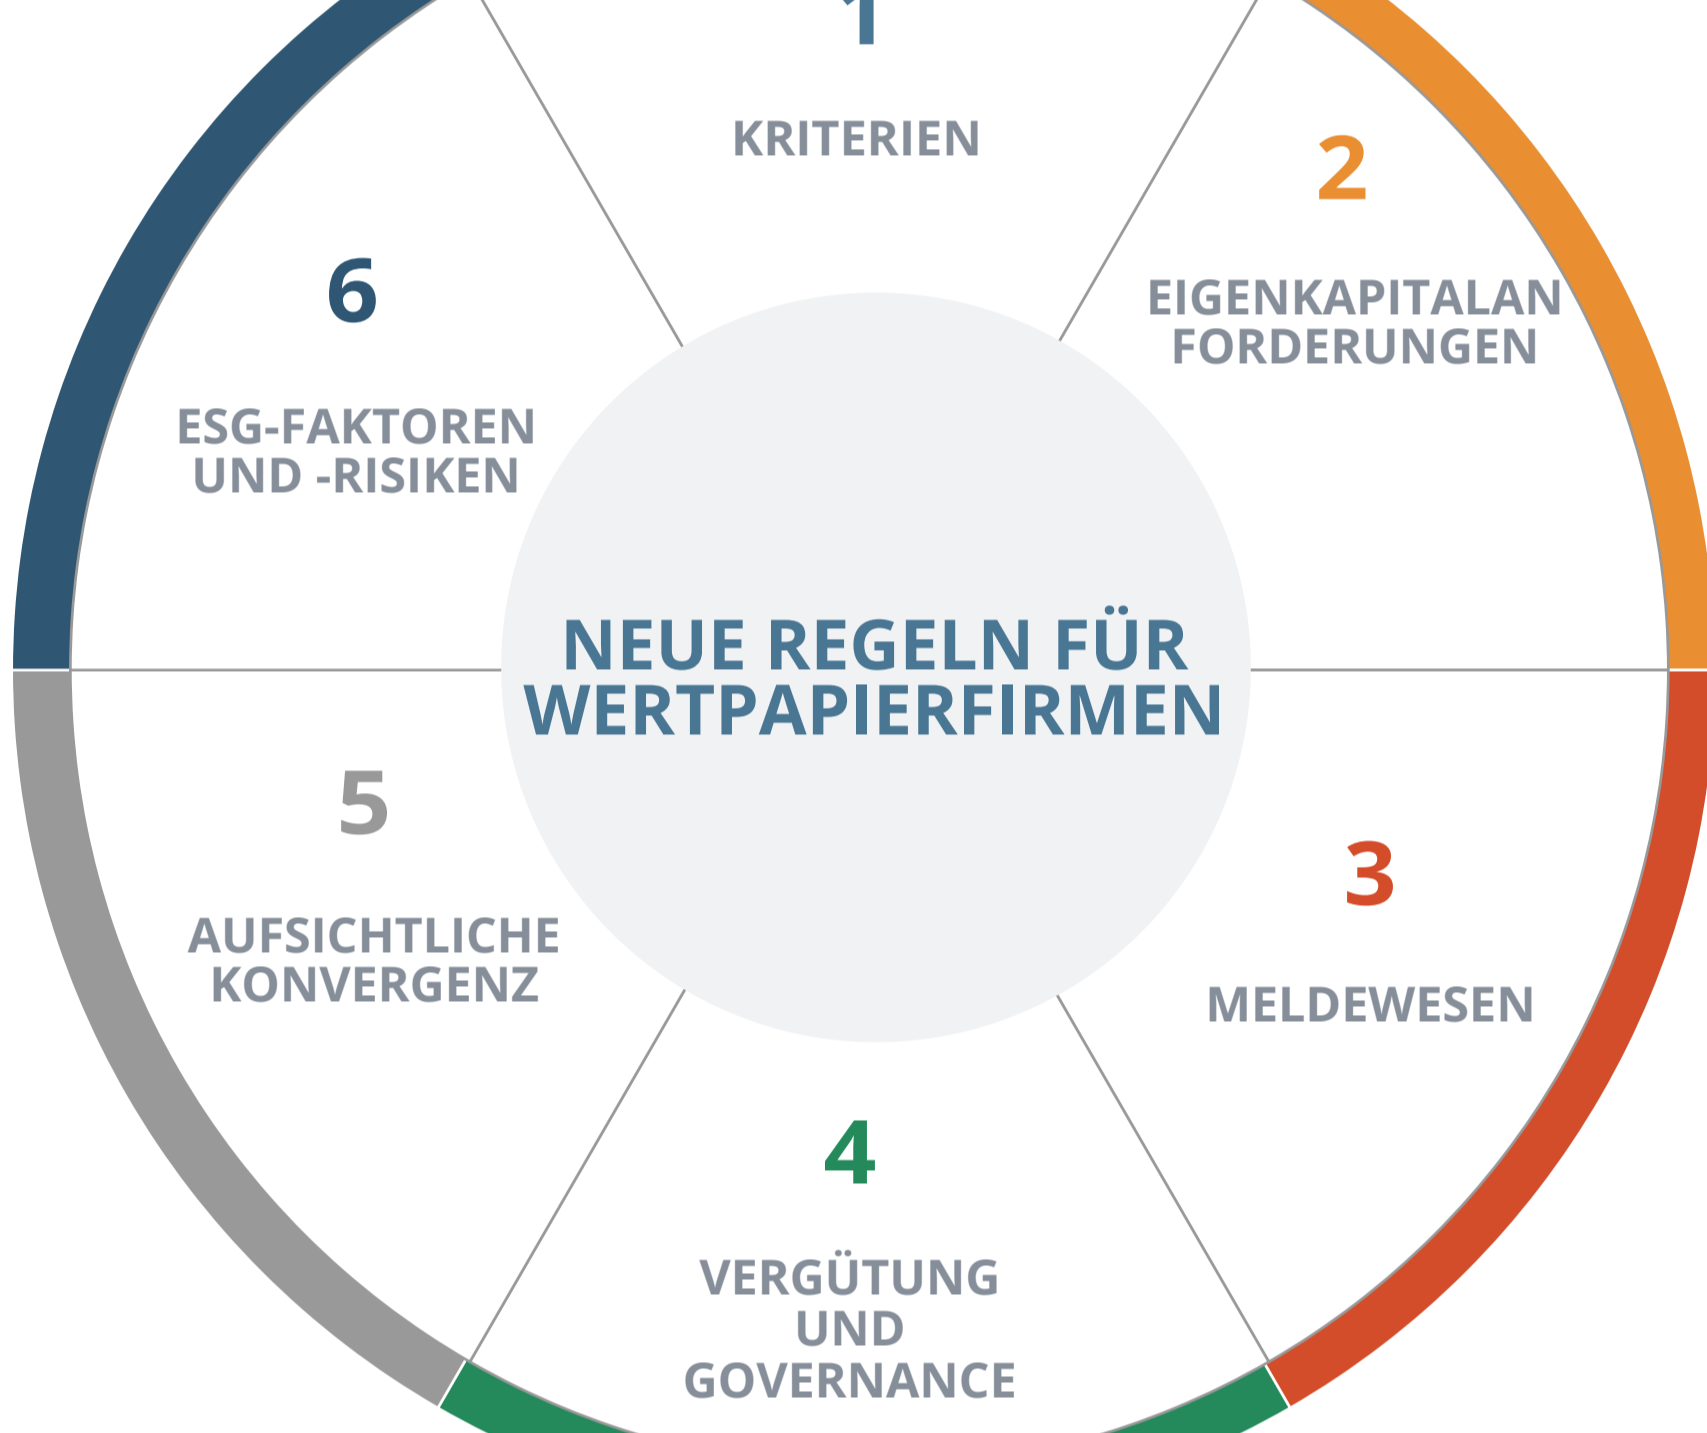 1
KRITERIEN
2
EIGENKAPITALAN
FORDERUNGEN
3
MELDEWESEN
4
VERGÜTUNG
UND
GOVERNANCE
5
AUFSICHTLICHE
KONVERGENZ
6
ESG-FAKTOREN
UND -RISIKEN
NEUE REGELN FÜR
WERTPAPIERFIRMEN